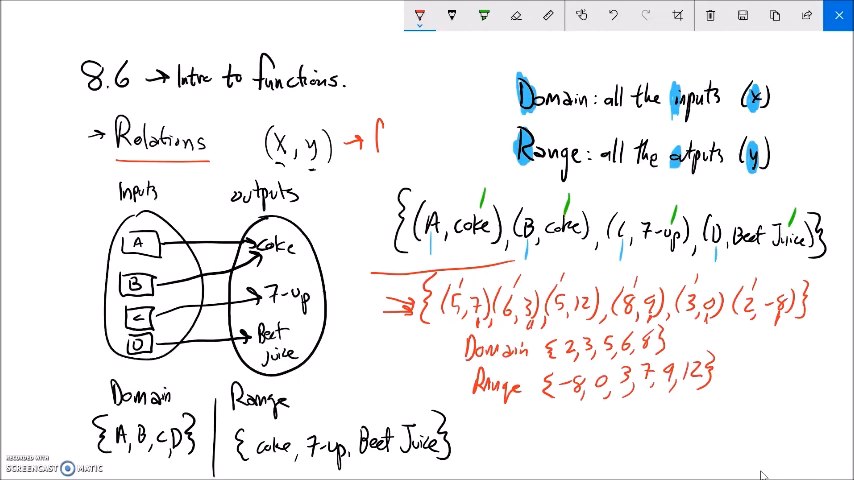 8.6 → Intro to functions.
→ Relations (x, y) →
Inputs outputs
A coke
B
C 7-up
D Beet
juice
Domain Range
{A, B, C, D} { coke, 7-up, Beet Juice}
Domain: all the inputs (x)
Range: all the outputs (y)
{(A, coke), (B, coke), (C, 7-up), (D, Beet Juice)}
→ {(5, 7), (6, 3), (5, 12), (8, 9), (3, 0) (2, -8)}
Domain {2, 3, 5, 6, 8}
Range {-8, 0, 3, 7, 9, 12}
RECORDED WITH
SCREENCAST MATIC